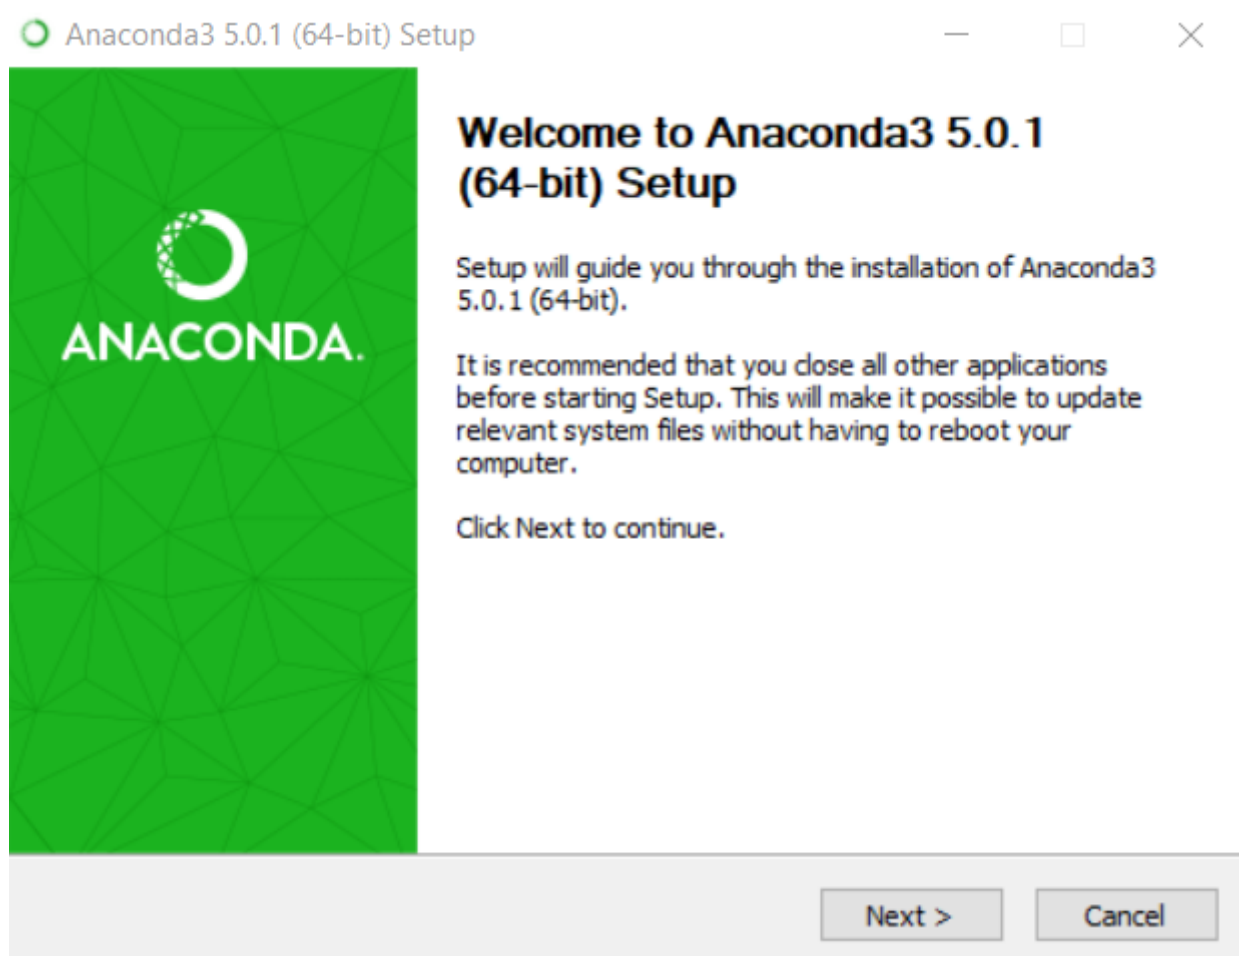 Anaconda3 5.0.1 (64-bit) Setup
Welcome to Anaconda3 5.0.1
(64-bit) Setup
ANACONDA.
Setup will guide you through the installation of Anaconda3
5.0.1 (64-bit).
It is recommended that you close all other applications
before starting Setup. This will make it possible to update
relevant system files without having to reboot your
computer.
Click Next to continue.
Next >
Cancel